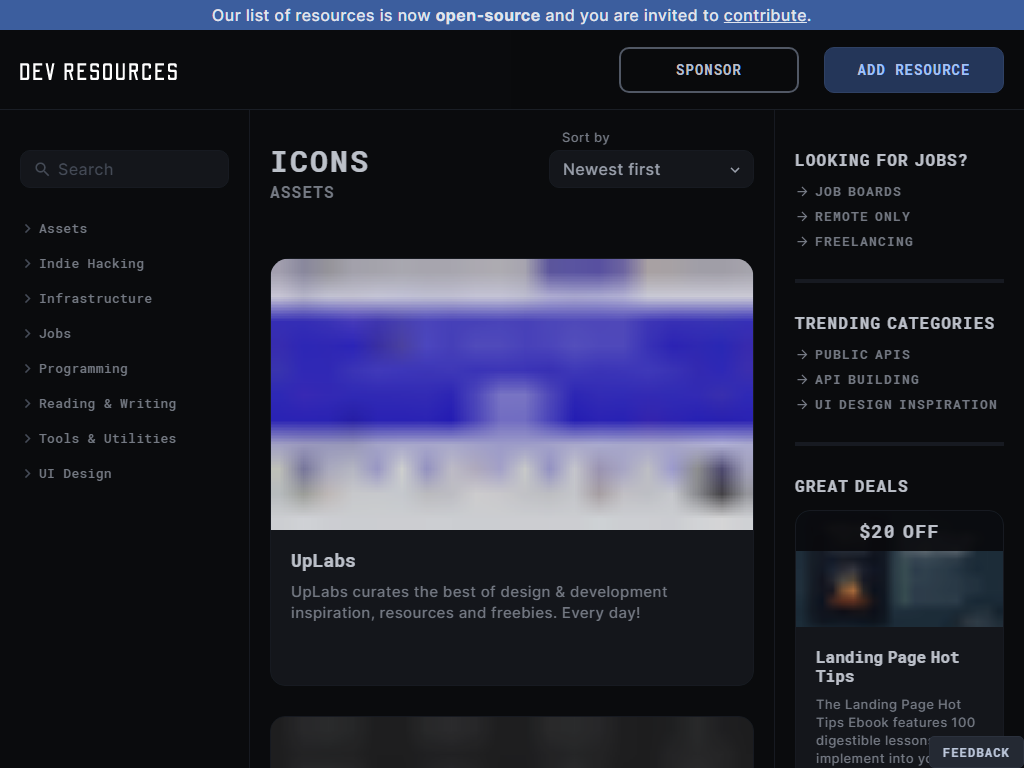 Our list of resources is now open-source and you are invited to contribute.
DEV RESOURCES
SPONSOR
ADD RESOURCE
Search
Assets
Indie Hacking
Infrastructure
Jobs
Programming
Reading & Writing
Tools & Utilities
UI Design
ICONS
ASSETS
Sort by
Newest first
UpLabs
UpLabs curates the best of design & development
inspiration, resources and freebies. Every day!
LOOKING FOR JOBS?
JOB BOARDS
REMOTE ONLY
FREELANCING
TRENDING CATEGORIES
PUBLIC APIS
API BUILDING
UI DESIGN INSPIRATION
GREAT DEALS
$20 OFF
Landing Page Hot
Tips
The Landing Page Hot
Tips Ebook features 100
digestible lessons
implement into
FEEDBACK